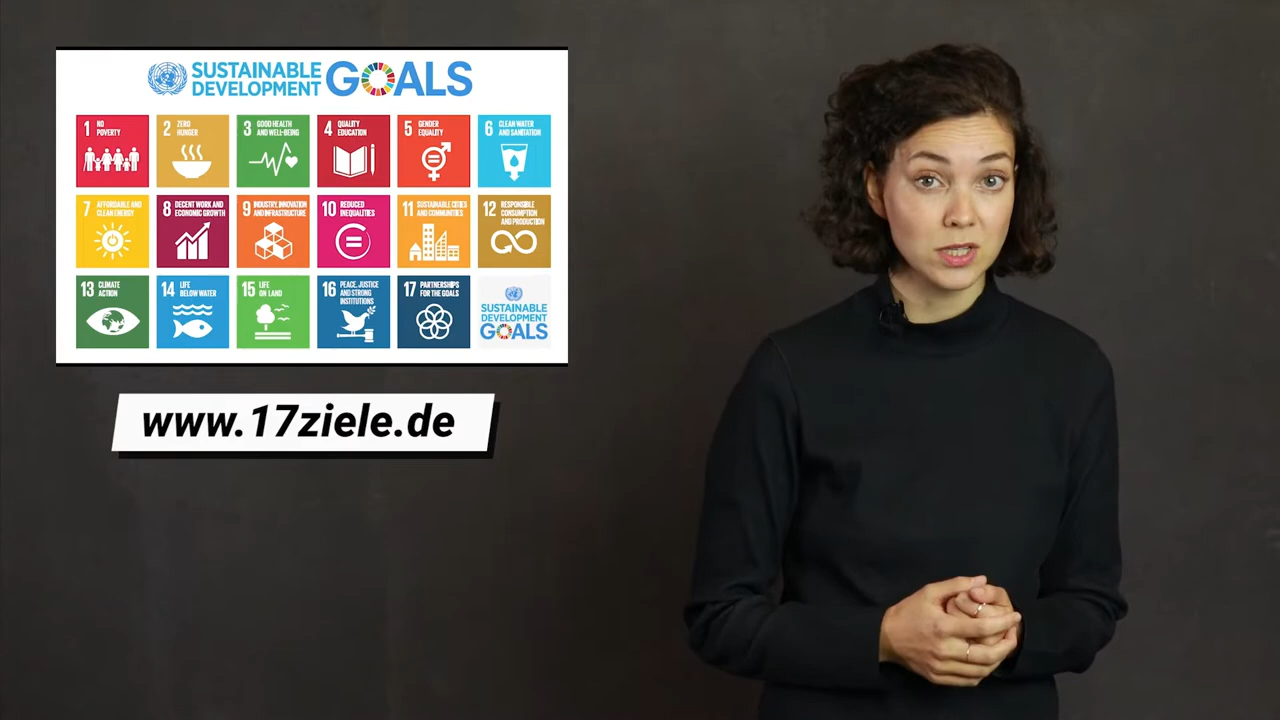 SUSTAINABLE
DEVELOPMENT
GOALS
1 NO
POVERTY
2 ZERO
HUNGER
3 GOOD HEALTH
AND WELL-BEING
4 QUALITY
EDUCATION
5 GENDER
EQUALITY
6 CLEAN WATER
AND SANITATION
7 AFFORDABLE AND
CLEAN ENERGY
8 DECENT WORK AND
ECONOMIC GROWTH
9 INDUSTRY, INNOVATION
AND INFRASTRUCTURE
10 REDUCED
INEQUALITIES
11 SUSTAINABLE CITIES
AND COMMUNITIES
12 RESPONSIBLE
CONSUMPTION
AND PRODUCTION
13 CLIMATE
ACTION
14 LIFE
BELOW WATER
15 LIFE
ON LAND
16 PEACE, JUSTICE
AND STRONG
INSTITUTIONS
17 PARTNERSHIPS
FOR THE GOALS
SUSTAINABLE
DEVELOPMENT
GOALS
www.17ziele.de